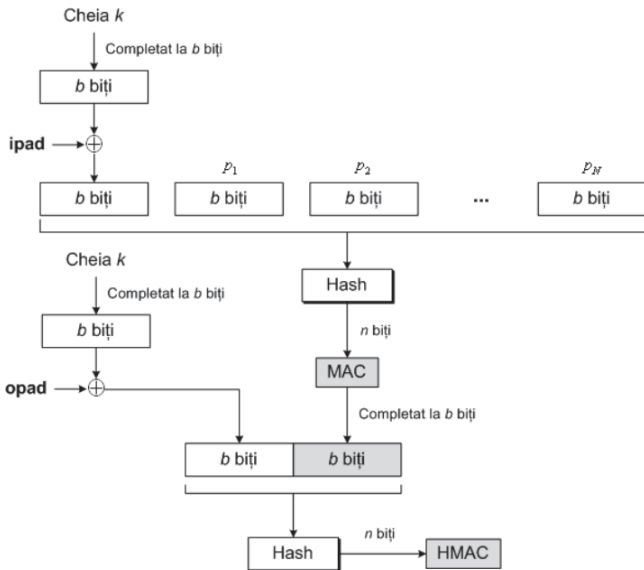 Cheia k
Completat la b biți
b biți
ipad
p1 p2 pN
b biți b biți b biți ... b biți
Cheia k
Completat la b biți
Hash
b biți
n biți
MAC
opad
Completat la b biți
b biți b biți
Hash
n biți
HMAC